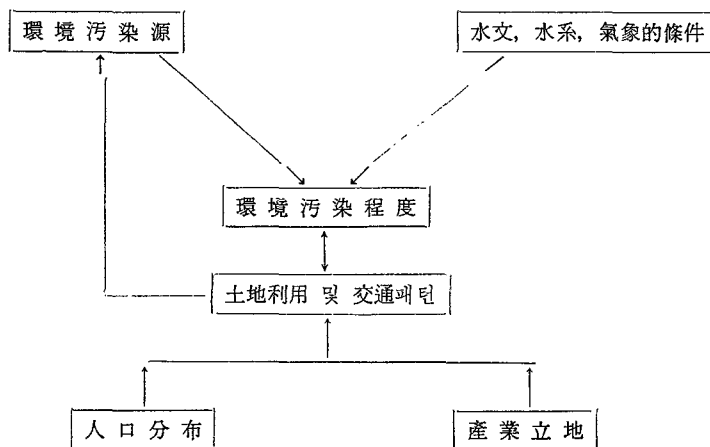 環境汚染源
水文, 水系, 氣象的條件
環境汚染程度
土地利用 및 交通패턴
人口分布
產業立地